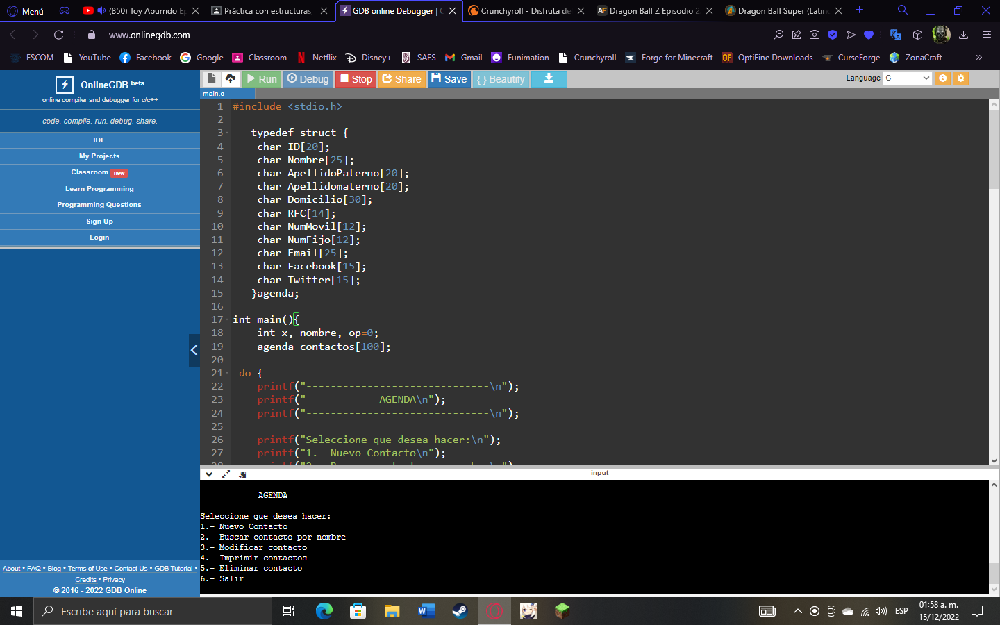 Menú
(850) Toy Aburrido Ep
Práctica con estructuras,
GDB online Debugger | C
Crunchyroll - Disfruta de
Dragon Ball Z Episodio 2
Dragon Ball Super (Latino
www.onlinegdb.com
ESCOM
YouTube
Facebook
Google
Classroom
Netflix
Disney+
SAES
Gmail
Funimation
Crunchyroll
Forge for Minecraft
OptiFine Downloads
CurseForge
ZonaCraft
OnlineGDB beta
online compiler and debugger for c/c++
code. compile. run. debug. share.
IDE
My Projects
Classroom new
Learn Programming
Programming Questions
Sign Up
Login
About • FAQ • Blog • Terms of Use • Contact Us • GDB Tutorial •
Credits • Privacy
© 2016 - 2022 GDB Online
Run
Debug
Stop
Share
Save
{ } Beautify
Language C
main.c
1 #include <stdio.h>
2
3 typedef struct {
4 char ID[20];
5 char Nombre[25];
6 char ApellidoPaterno[20];
7 char Apellidomaterno[20];
8 char Domicilio[30];
9 char RFC[14];
10 char NumMovil[12];
11 char NumFijo[12];
12 char Email[25];
13 char Facebook[15];
14 char Twitter[15];
15 }agenda;
16
17 int main(){
18 int x, nombre, op=0;
19 agenda contactos[100];
20
21 do {
22 printf("------------------------------\n");
23 printf("            AGENDA\n");
24 printf("------------------------------\n");
25
26 printf("Seleccione que desea hacer:\n");
27 printf("1.- Nuevo Contacto\n");
28 printf("2.- Buscar contacto por nombre\n");
input
------------------------------
AGENDA
------------------------------
Seleccione que desea hacer:
1.- Nuevo Contacto
2.- Buscar contacto por nombre
3.- Modificar contacto
4.- Imprimir contactos
5.- Eliminar contacto
6.- Salir
Escribe aquí para buscar
ESP
01:58 a. m.
15/12/2022